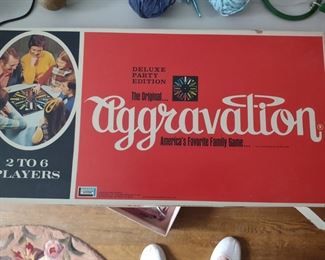 DELUXE
PARTY
EDITION
The Original...
aggravation
America's Favorite Family Game...
2 TO 6
PLAYERS